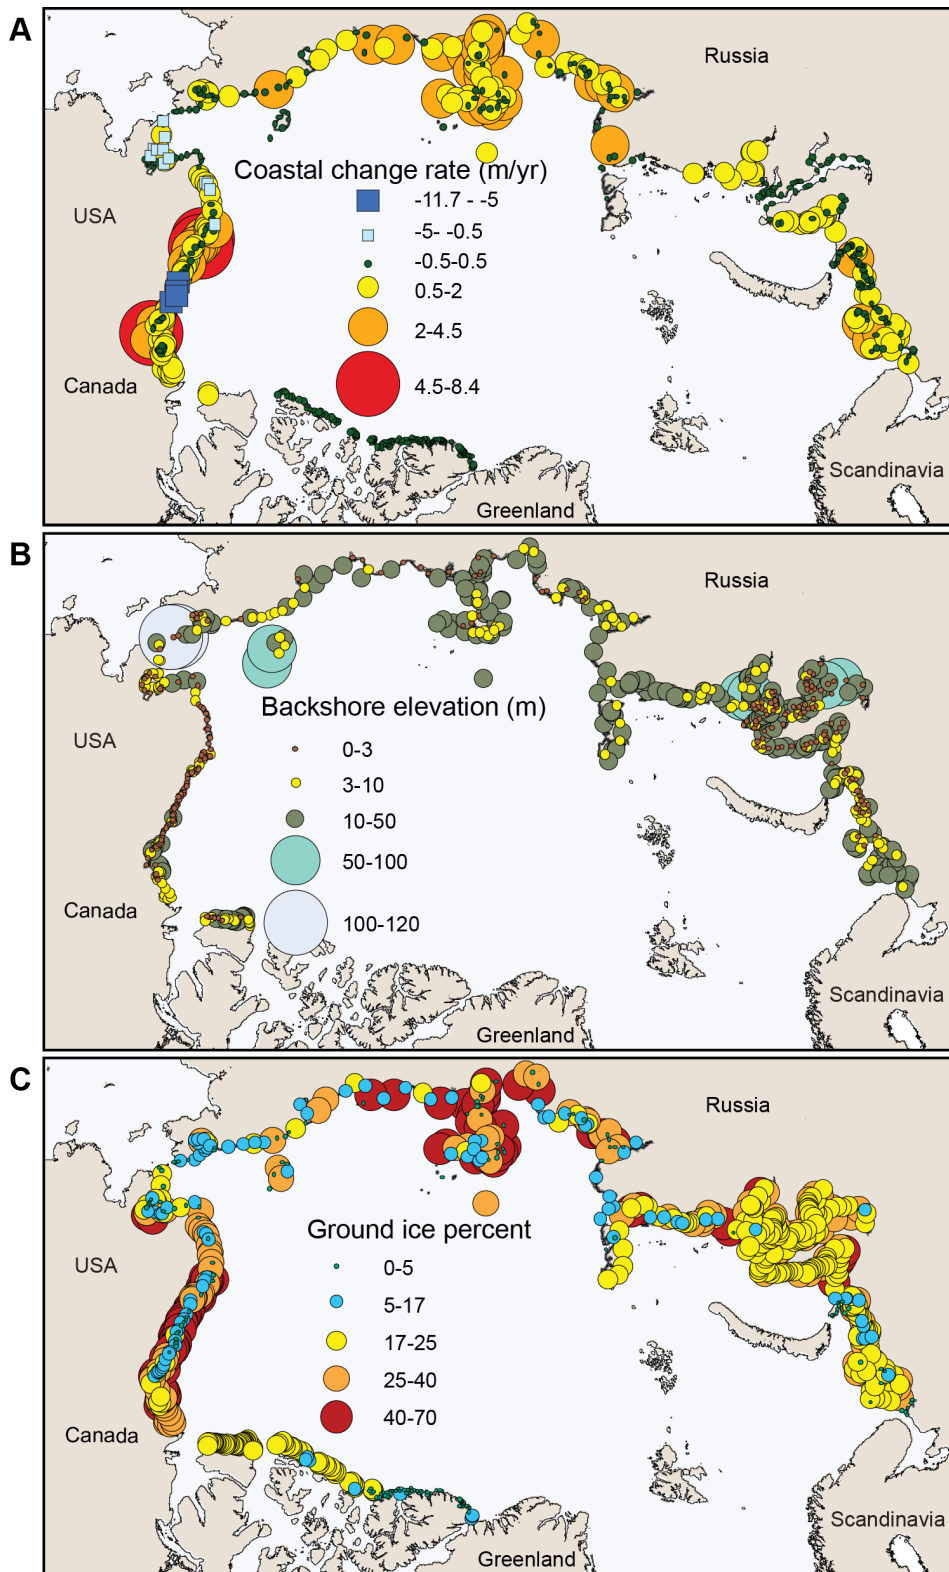 A
Russia
Coastal change rate (m/yr)
-11.7 - -5
USA
-5- -0.5
-0.5-0.5
0.5-2
2-4.5
Canada
4.5-8.4
Scandinavia
Greenland
B
Russia
Backshore elevation (m)
USA
0-3
3-10
10-50
50-100
Canada
100-120
Scandinavia
Greenland
C
Russia
Ground ice percent
USA
0-5
5-17
17-25
25-40
Canada
40-70
Scandinavia
Greenland